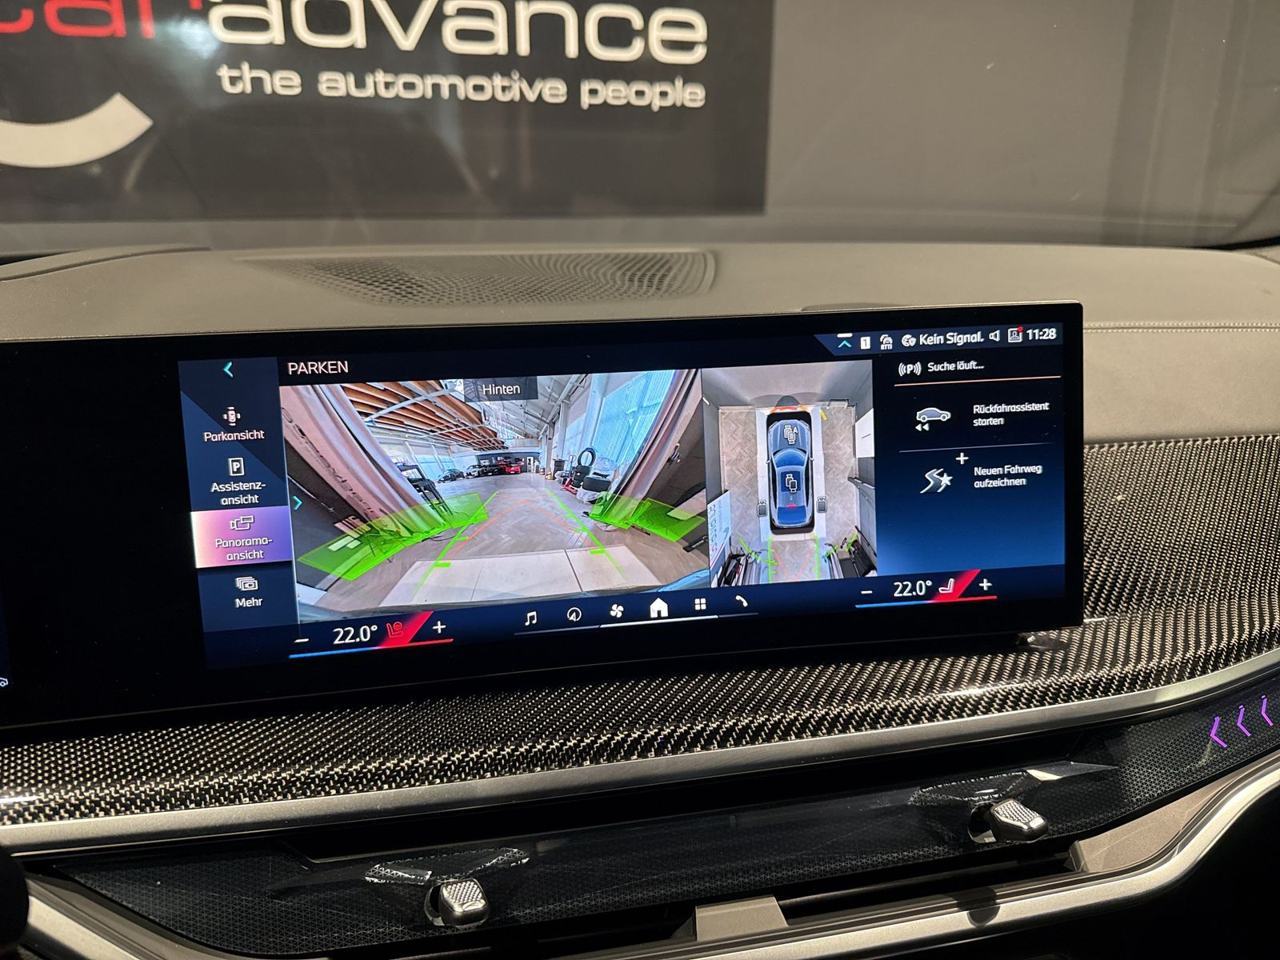 car advance
the automotive people
1
Kein Signal.
11:28
PARKEN
Hinten
(P)
Suche läuft...
Parkansicht
Rückfahrassistent
starten
P
Assistenz-
ansicht
Neuen Fahrweg
aufzeichnen
Panorama-
ansicht
Mehr
− 22.0° +
− 22.0° +